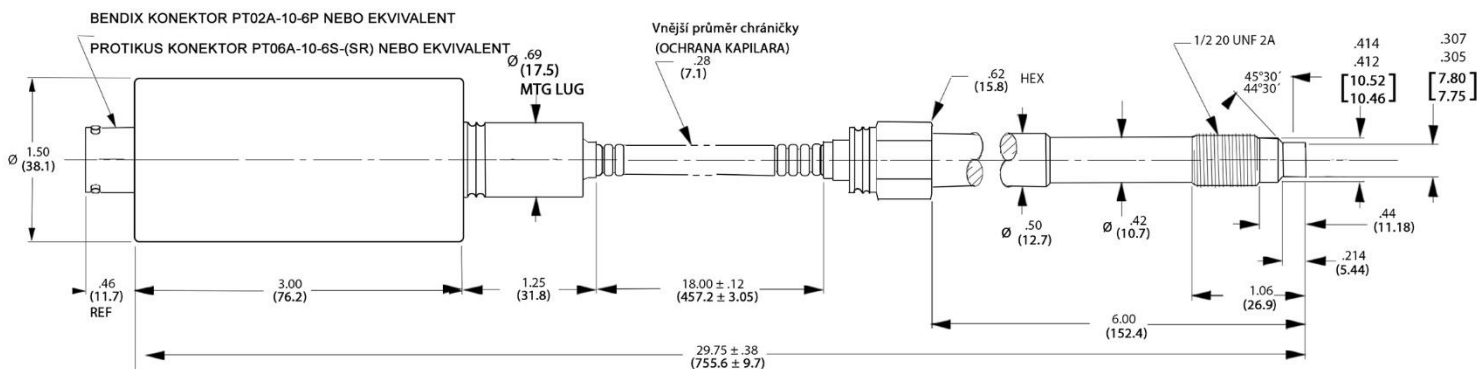 BENDIX KONEKTOR PT02A-10-6P NEBO EKVIVALENT
PROTIKUS KONEKTOR PT06A-10-6S-(SR) NEBO EKVIVALENT
Ø .69
(17.5)
MTG LUG
Vnější průměr chráničky
(OCHRANA KAPILARA)
.28
(7.1)
.62 HEX
(15.8)
1/2 20 UNF 2A
45°30´
44°30´
.414
.412
[10.52
10.46]
.307
.305
[7.80
7.75]
Ø 1.50
(38.1)
Ø .50
(12.7)
Ø .42
(10.7)
.44
(11.18)
.214
(5.44)
.46
(11.7)
REF
3.00
(76.2)
1.25
(31.8)
18.00 ± .12
(457.2 ± 3.05)
1.06
(26.9)
6.00
(152.4)
29.75 ± .38
(755.6 ± 9.7)